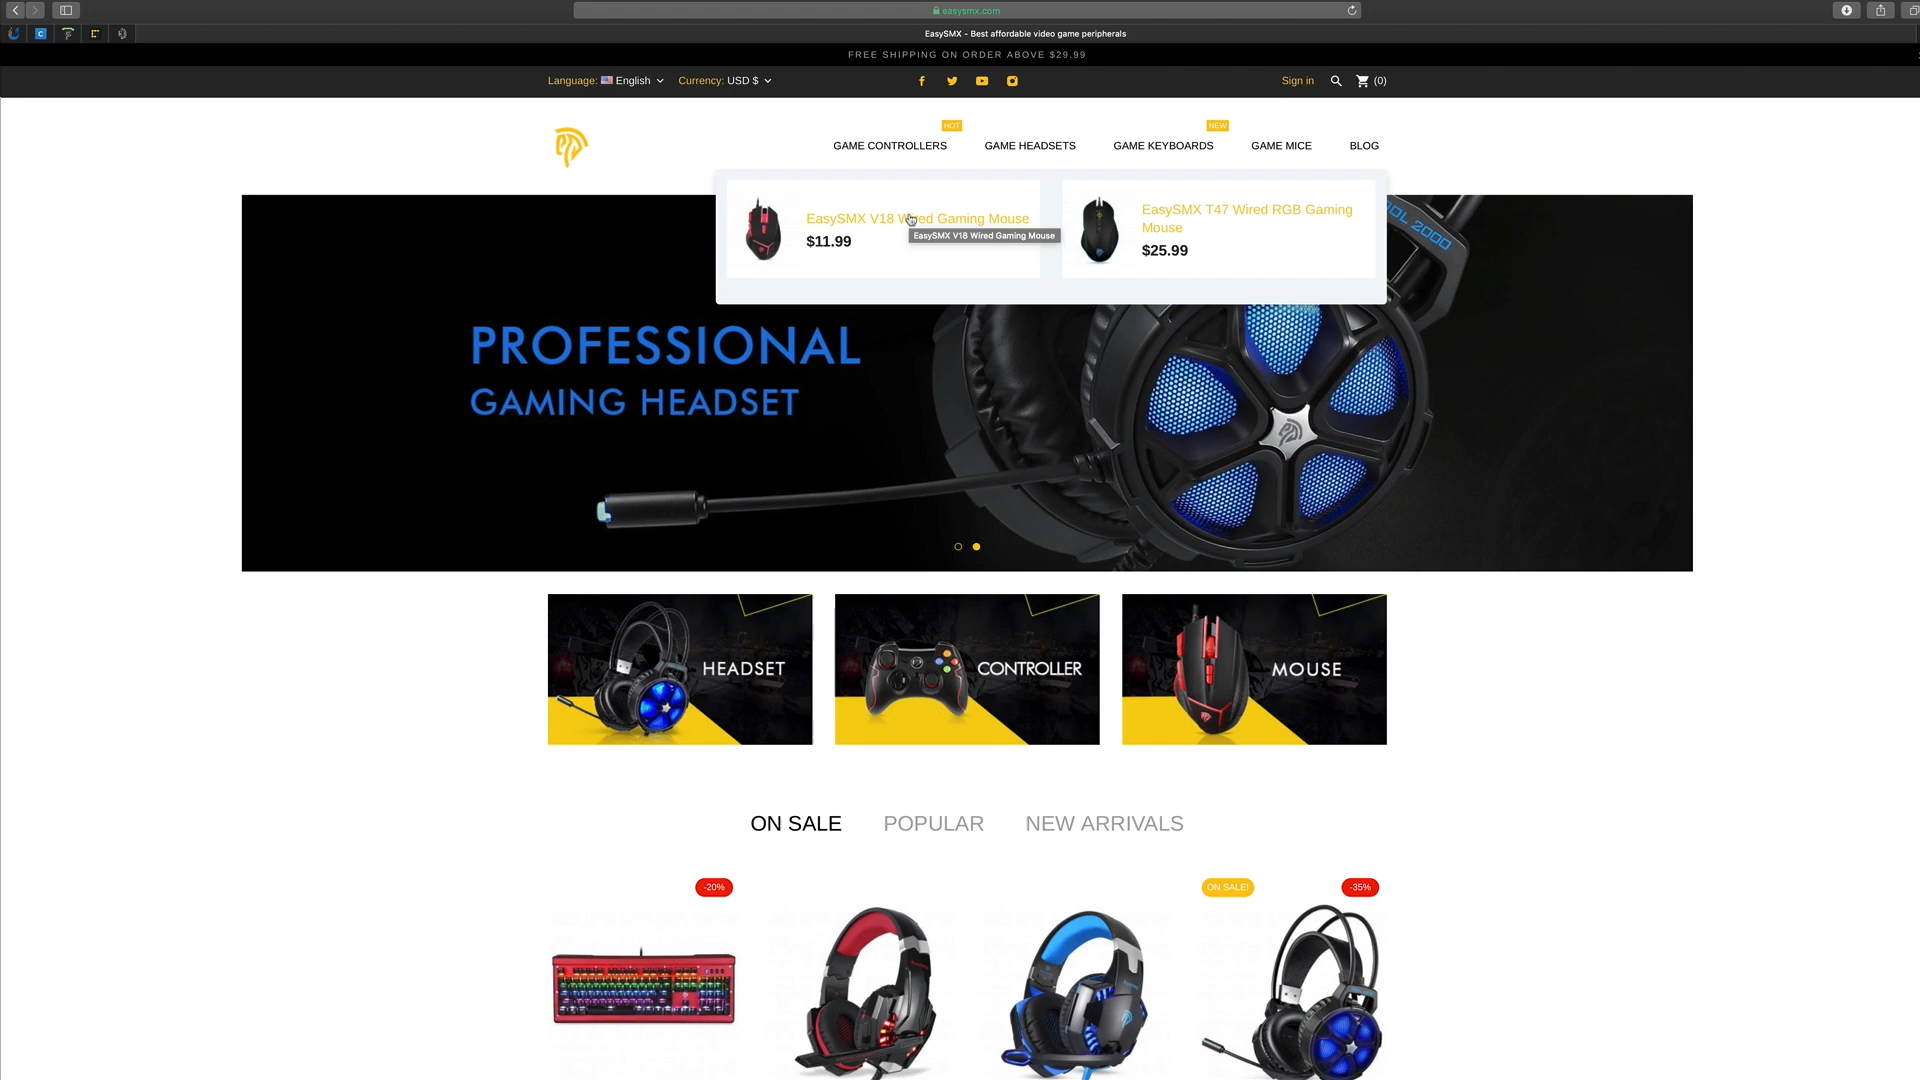 easysmx.com
EasySMX - Best affordable video game peripherals
FREE SHIPPING ON ORDER ABOVE $29.99
Language: English Currency: USD $ Sign in (0)
HOT NEW
GAME CONTROLLERS GAME HEADSETS GAME KEYBOARDS GAME MICE BLOG
EasySMX V18 Wired Gaming Mouse
$11.99
EasySMX V18 Wired Gaming Mouse
EasySMX T47 Wired RGB Gaming
Mouse
$25.99
OOL 2000
PROFESSIONAL
GAMING HEADSET
HEADSET
CONTROLLER
MOUSE
ON SALE POPULAR NEW ARRIVALS
-20%
ON SALE!
-35%